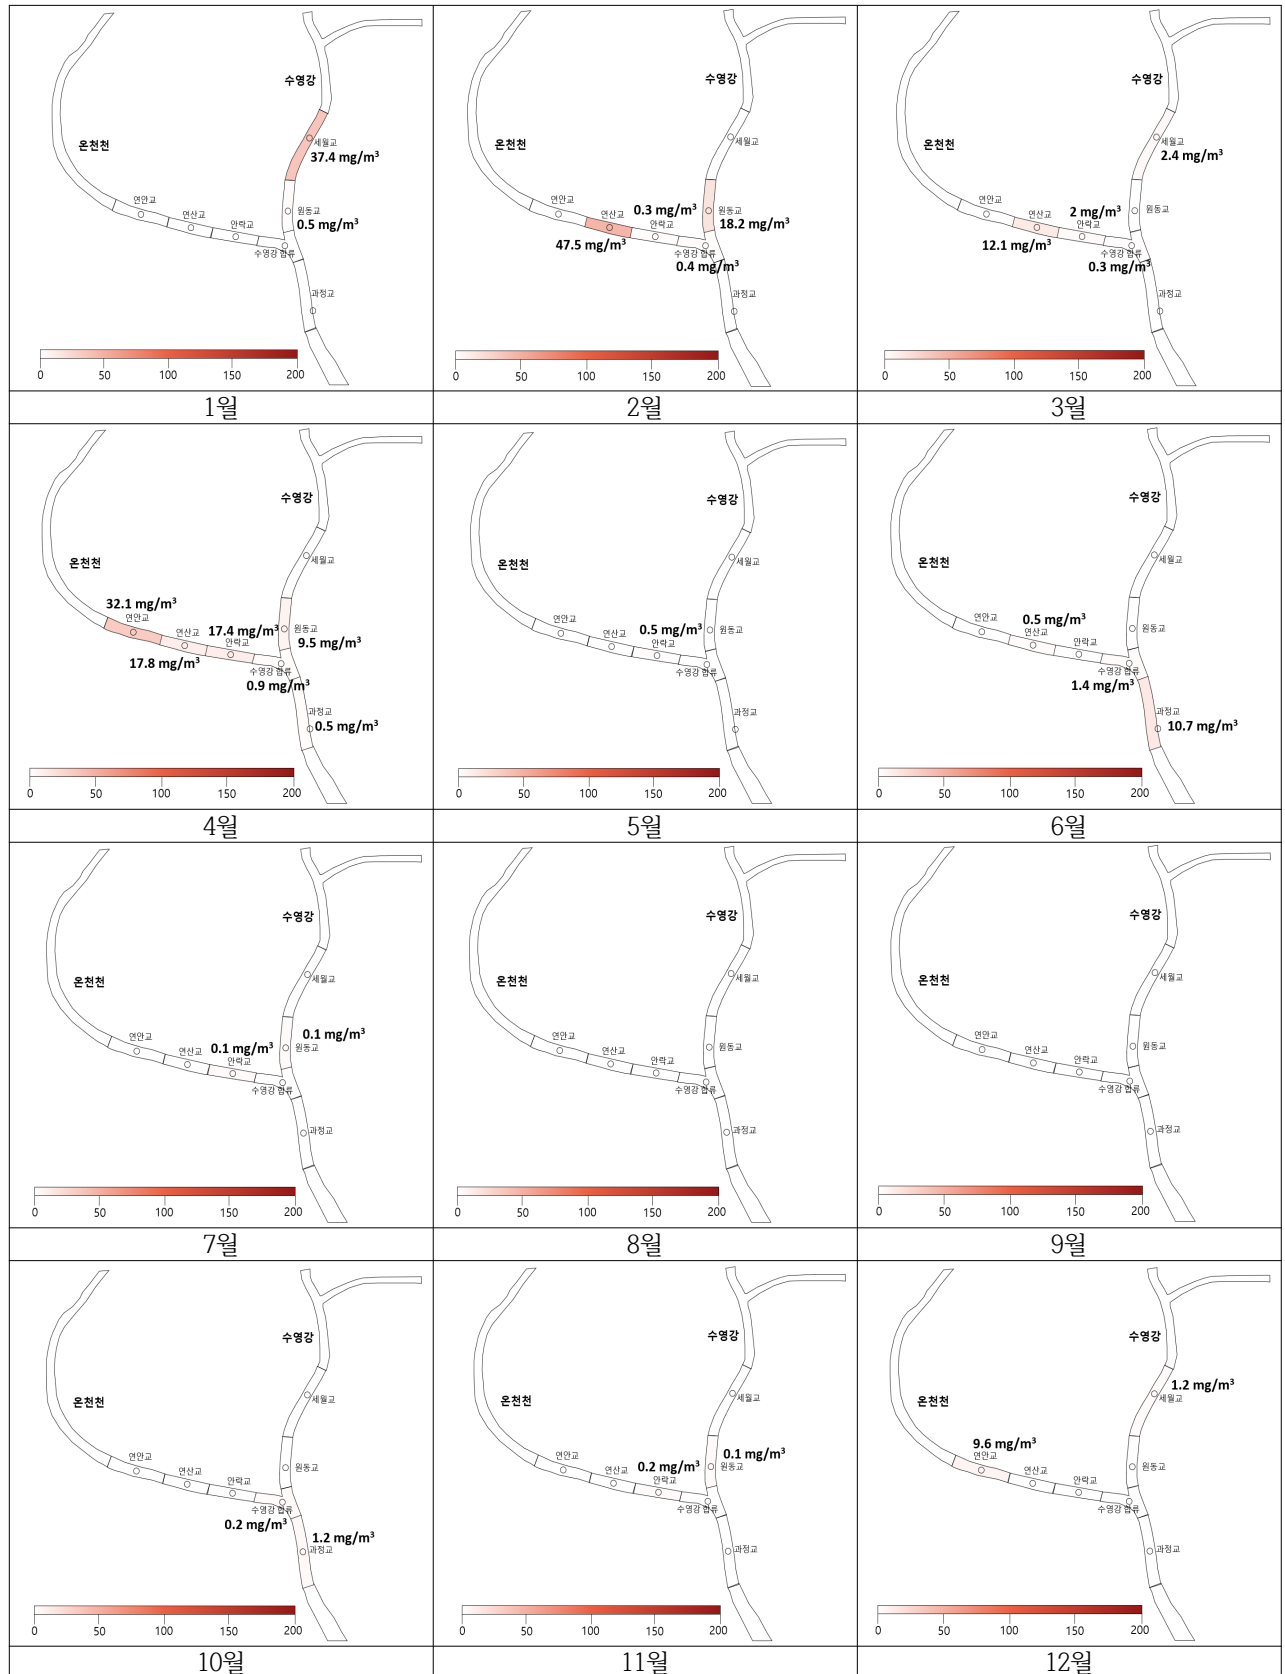 수영강
온천천
세월교
37.4 mg/m³
연안교
연산교
안락교
원동교
0.5 mg/m³
수영강 합류
과정교
0 50 100 150 200
1월
수영강
온천천
세월교
연안교
연산교
0.3 mg/m³
안락교
원동교
18.2 mg/m³
47.5 mg/m³
수영강 합류
0.4 mg/m³
과정교
0 50 100 150 200
2월
수영강
온천천
세월교
2.4 mg/m³
연안교
연산교
2 mg/m³
안락교
원동교
12.1 mg/m³
수영강 합류
0.3 mg/m³
과정교
0 50 100 150 200
3월
수영강
온천천
세월교
32.1 mg/m³
연안교
연산교
17.4 mg/m³
안락교
원동교
9.5 mg/m³
17.8 mg/m³
수영강 합류
0.9 mg/m³
과정교
0.5 mg/m³
0 50 100 150 200
4월
수영강
온천천
세월교
연안교
연산교
0.5 mg/m³
안락교
원동교
수영강 합류
과정교
0 50 100 150 200
5월
수영강
온천천
세월교
연안교
0.5 mg/m³
연산교
안락교
원동교
수영강 합류
1.4 mg/m³
과정교
10.7 mg/m³
0 50 100 150 200
6월
수영강
온천천
세월교
연안교
연산교
0.1 mg/m³
안락교
0.1 mg/m³
원동교
수영강 합류
과정교
0 50 100 150 200
7월
수영강
온천천
세월교
연안교
연산교
안락교
원동교
수영강 합류
과정교
0 50 100 150 200
8월
수영강
온천천
세월교
연안교
연산교
안락교
원동교
수영강 합류
과정교
0 50 100 150 200
9월
수영강
온천천
세월교
연안교
연산교
안락교
원동교
수영강 합류
0.2 mg/m³
1.2 mg/m³
과정교
0 50 100 150 200
10월
수영강
온천천
세월교
연안교
연산교
0.2 mg/m³
안락교
0.1 mg/m³
원동교
수영강 합류
과정교
0 50 100 150 200
11월
수영강
1.2 mg/m³
세월교
온천천
9.6 mg/m³
연안교
연산교
안락교
원동교
수영강 합류
과정교
0 50 100 150 200
12월